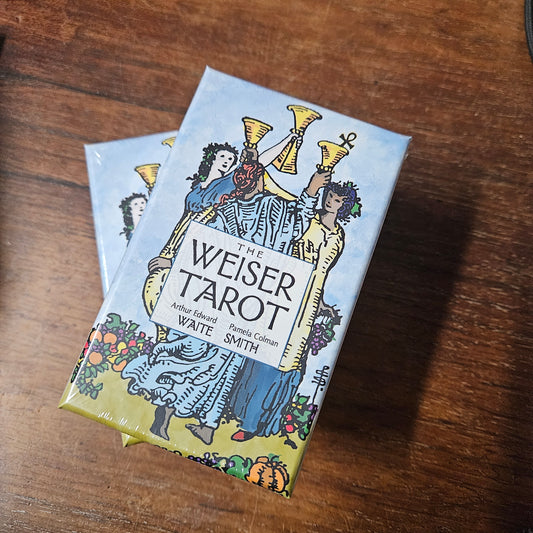 THE
WEISER
TAROT
Arthur Edward Pamela Colman
WAITE SMITH